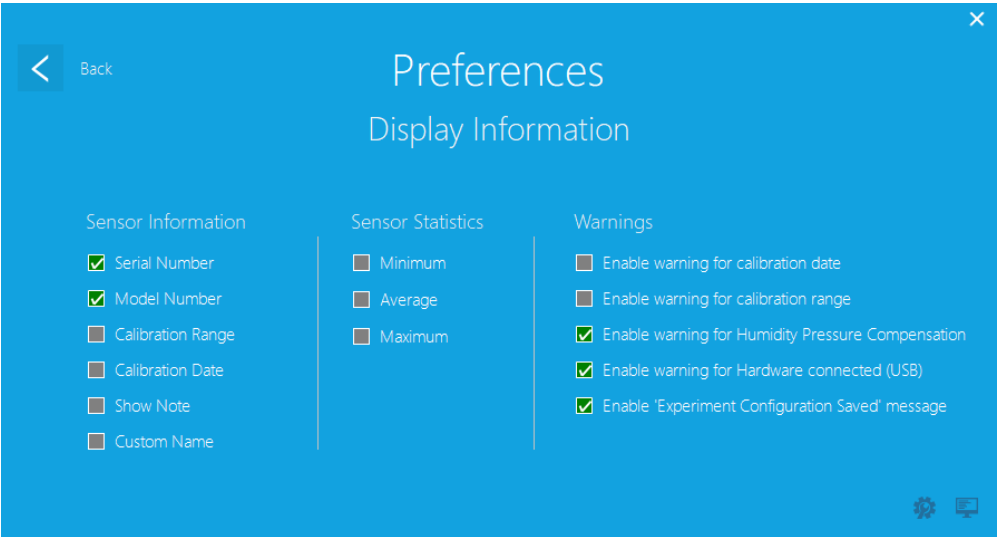 Back
Preferences
Display Information
Sensor Information
Serial Number
Model Number
Calibration Range
Calibration Date
Show Note
Custom Name
Sensor Statistics
Minimum
Average
Maximum
Warnings
Enable warning for calibration date
Enable warning for calibration range
Enable warning for Humidity Pressure Compensation
Enable warning for Hardware connected (USB)
Enable 'Experiment Configuration Saved' message